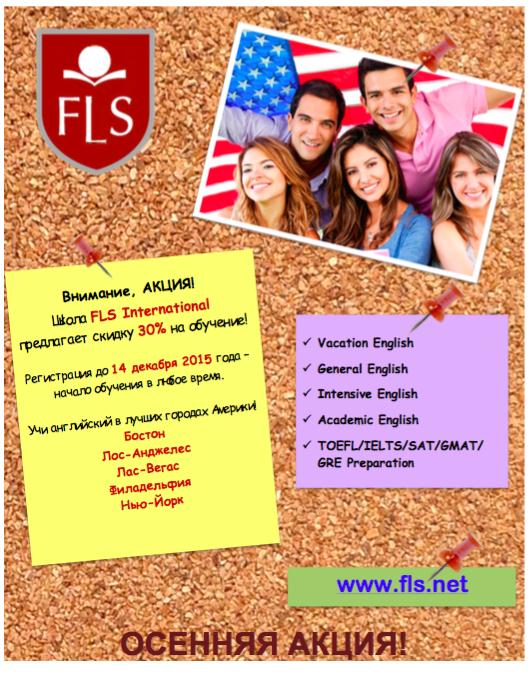 FLS
Внимание, АКЦИЯ!
Школа FLS International
предлагает скидку 30% на обучение!
Регистрация до 14 декабря 2015 года –
начало обучения в любое время.
Учи английский в лучших городах Америки!
Бостон
Лос-Анджелес
Лас-Вегас
Филадельфия
Нью-Йорк
✓ Vacation English
✓ General English
✓ Intensive English
✓ Academic English
✓ TOEFL/IELTS/SAT/GMAT/
GRE Preparation
www.fls.net
ОСЕННЯЯ АКЦИЯ!